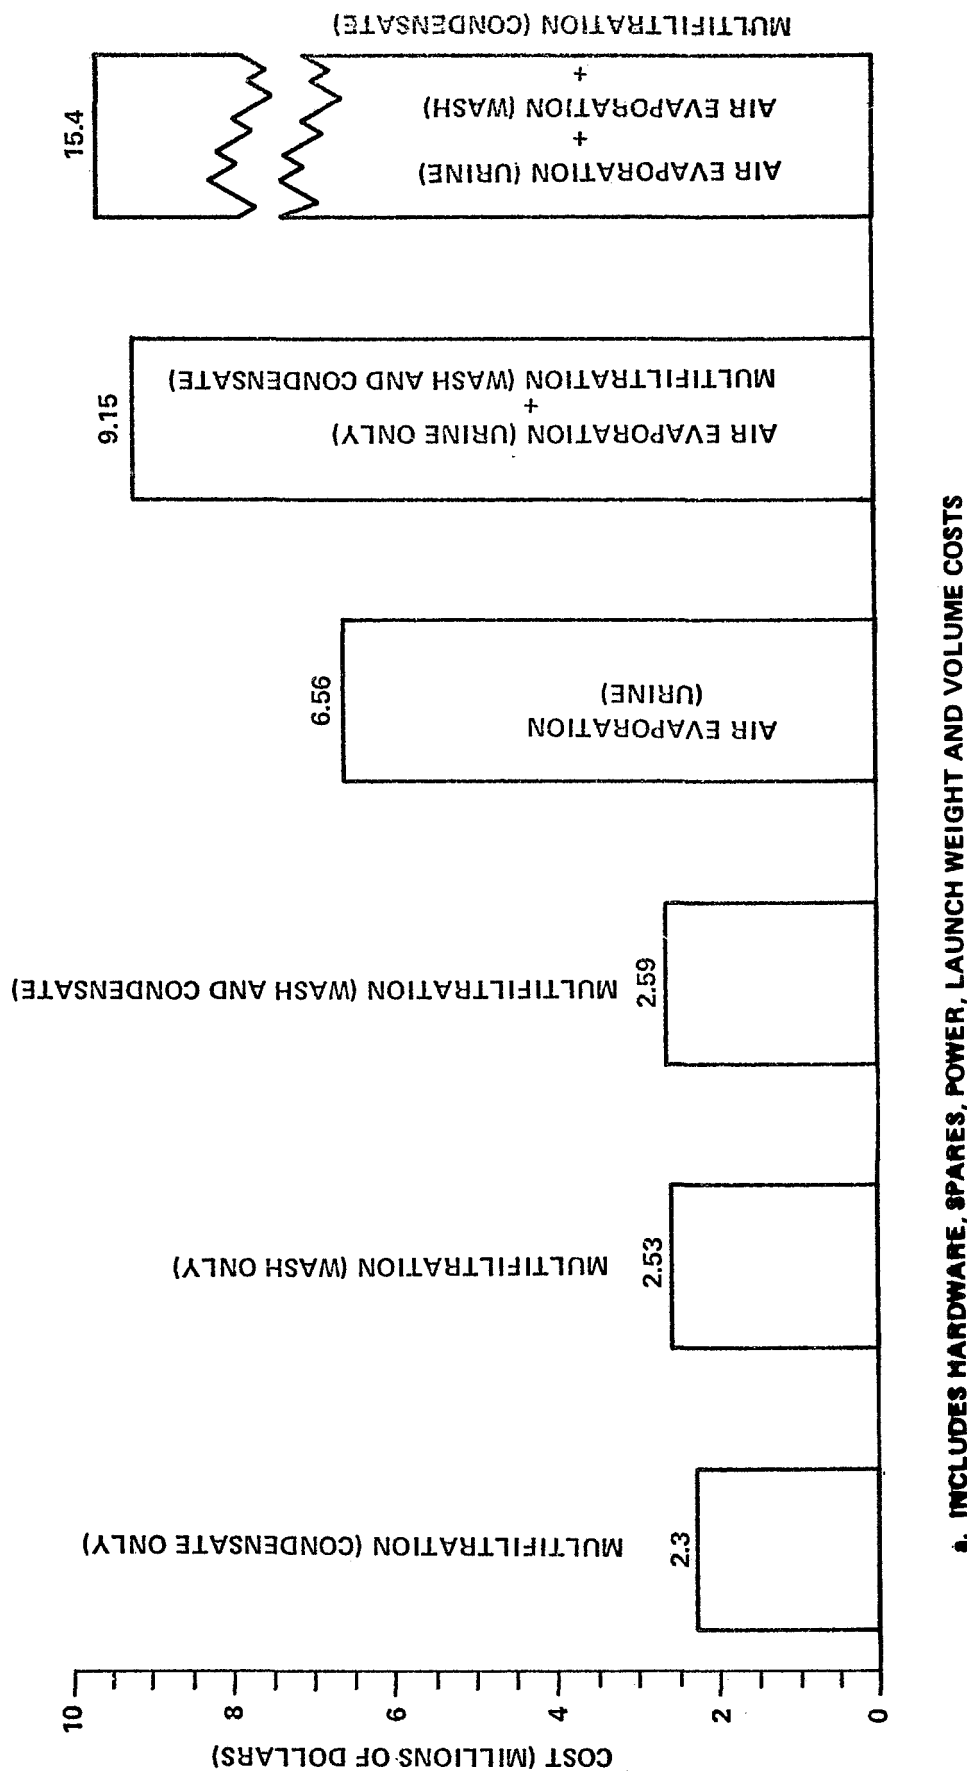 COST (MILLIONS OF DOLLARS)
10
8
6
4
2
0
MULTIFILTRATION (CONDENSATE ONLY)
2.3
MULTIFILTRATION (WASH ONLY)
2.53
MULTIFILTRATION (WASH AND CONDENSATE)
2.59
6.56
AIR EVAPORATION
(URINE)
9.15
AIR EVAPORATION (URINE ONLY)
+
MULTIFILTRATION (WASH AND CONDENSATE)
15.4
AIR EVAPORATION (URINE)
+
AIR EVAPORATION (WASH)
+
MULTIFILTRATION (CONDENSATE)
a. INCLUDES HARDWARE, SPARES, POWER, LAUNCH WEIGHT AND VOLUME COSTS